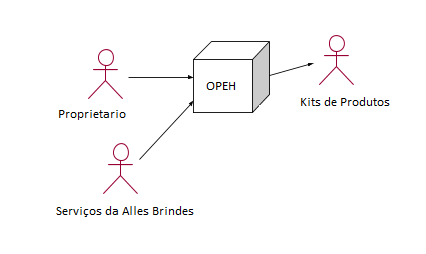 OPEH
Kits de Produtos
Proprietario
Serviços da Alles Brindes